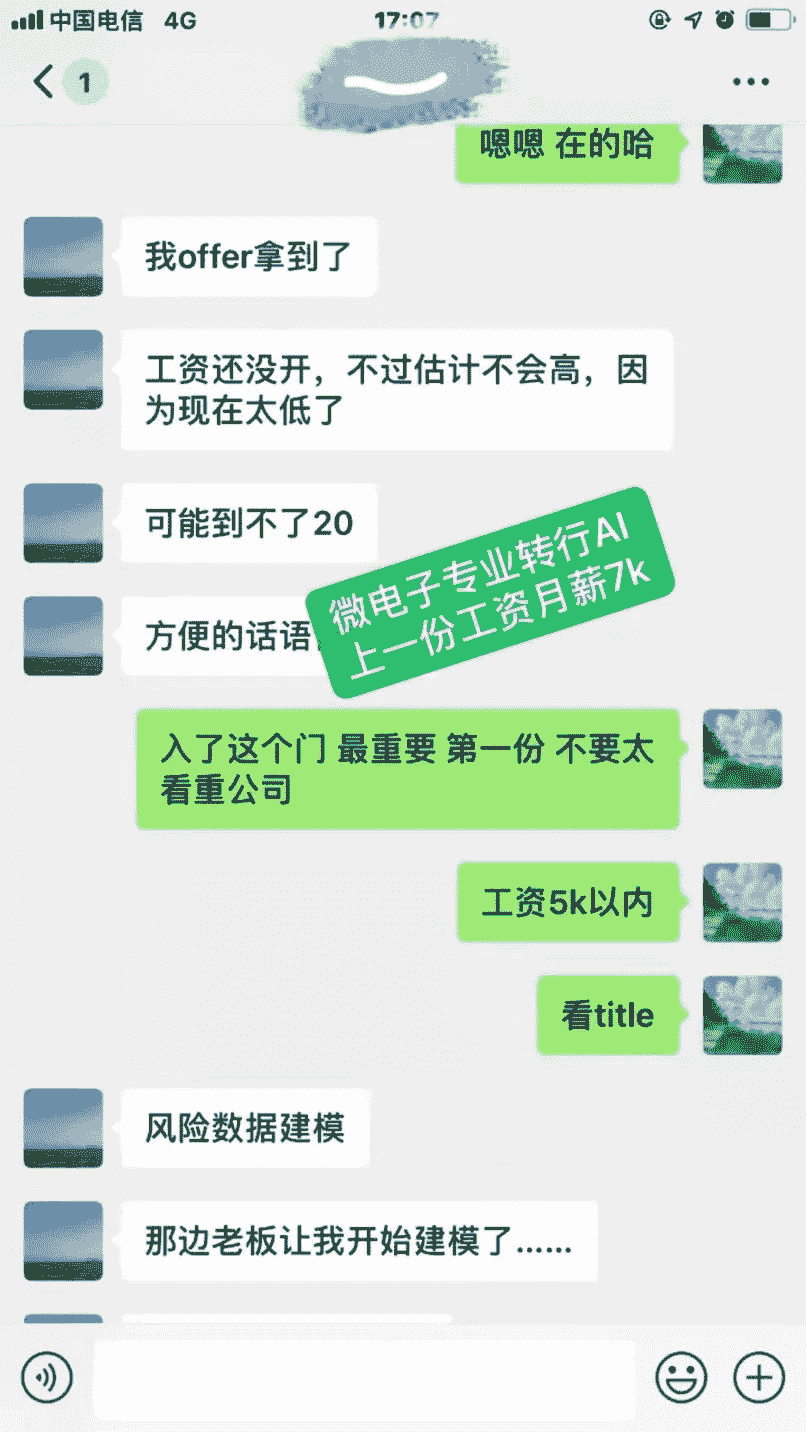 中国电信 4G 17:07
1
嗯嗯 在的哈
我offer拿到了
工资还没开，不过估计不会高，因
为现在太低了
可能到不了20
微电子专业转行AI
上一份工资月薪7k
方便的话语
入了这个门 最重要 第一份 不要太
看重公司
工资5k以内
看title
风险数据建模
那边老板让我开始建模了......